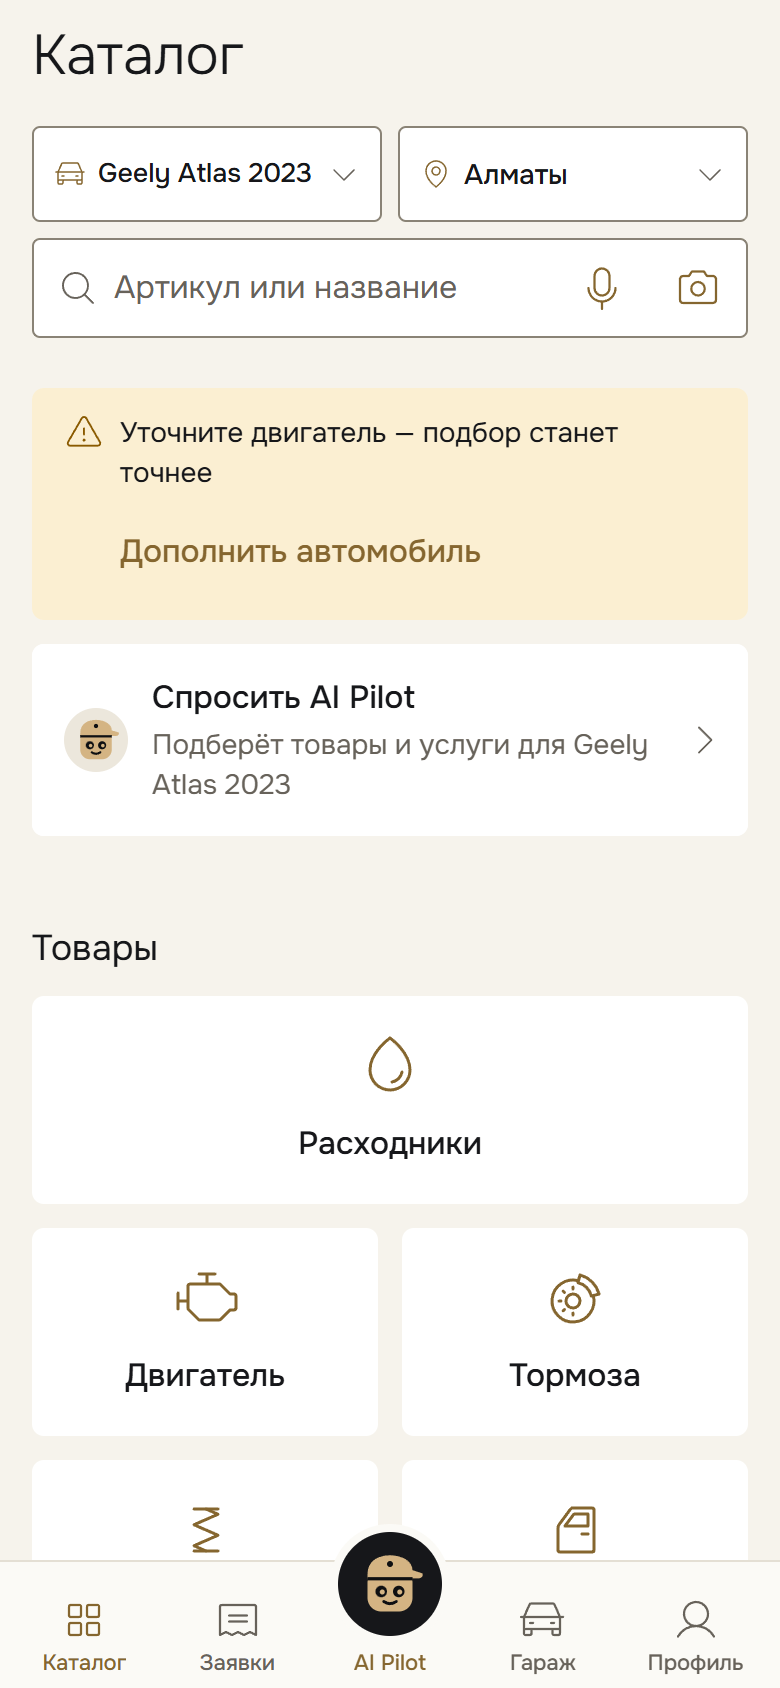 Каталог
Geely Atlas 2023
Алматы
Артикул или название
Уточните двигатель — подбор станет
точнее
Дополнить автомобиль
Спросить AI Pilot
Подберёт товары и услуги для Geely
Atlas 2023
Товары
Расходники
Двигатель
Тормоза
Каталог
Заявки
AI Pilot
Гараж
Профиль